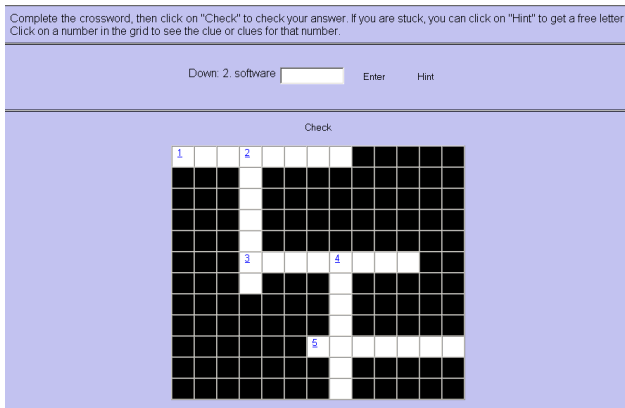 Complete the crossword, then click on "Check" to check your answer. If you are stuck, you can click on "Hint" to get a free letter
Click on a number in the grid to see the clue or clues for that number.
Down: 2. software Enter Hint
Check
1 2
3 4
5